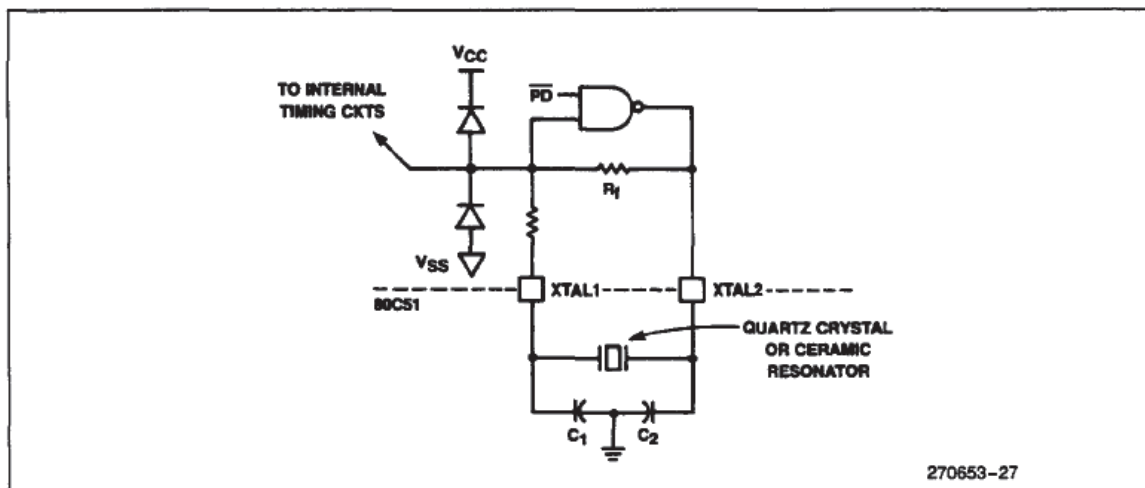 VCC
TO INTERNAL
TIMING CKTS
PD
Rf
VSS
80C51
XTAL1
XTAL2
QUARTZ CRYSTAL
OR CERAMIC
RESONATOR
C1
C2
270653-27